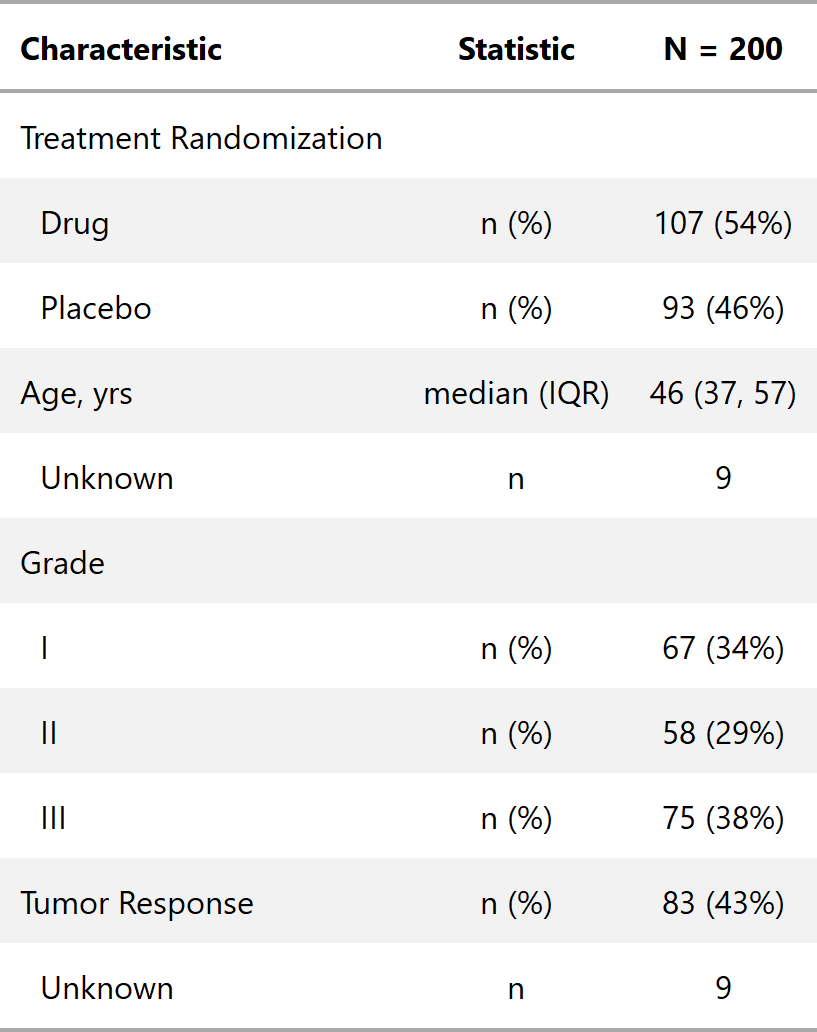 Characteristic Statistic N = 200
Treatment Randomization
Drug n (%) 107 (54%)
Placebo n (%) 93 (46%)
Age, yrs median (IQR) 46 (37, 57)
Unknown n 9
Grade
I n (%) 67 (34%)
II n (%) 58 (29%)
III n (%) 75 (38%)
Tumor Response n (%) 83 (43%)
Unknown n 9